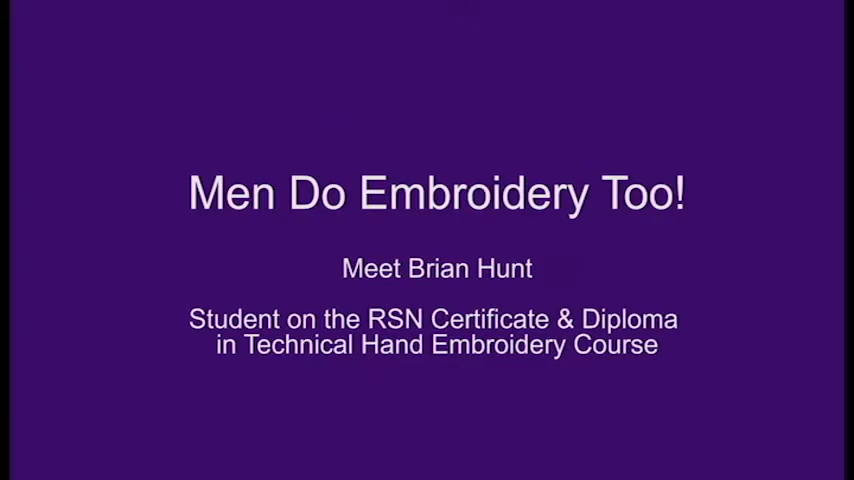 Men Do Embroidery Too!
Meet Brian Hunt
Student on the RSN Certificate & Diploma
in Technical Hand Embroidery Course